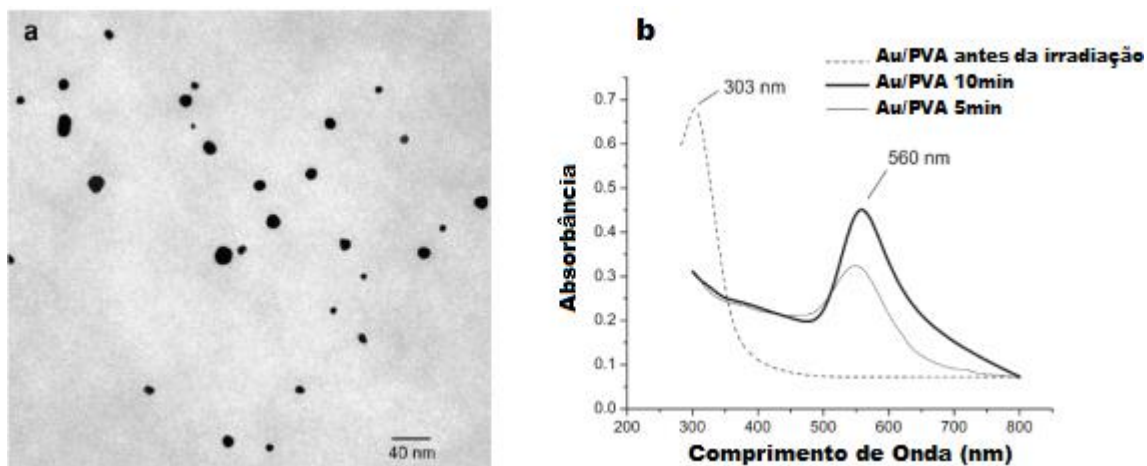 a
40 nm
b
Au/PVA antes da irradiação
Au/PVA 10min
Au/PVA 5min
303 nm
560 nm
Absorbância
0.7
0.6
0.5
0.4
0.3
0.2
0.1
0.0
200 300 400 500 600 700 800
Comprimento de Onda (nm)